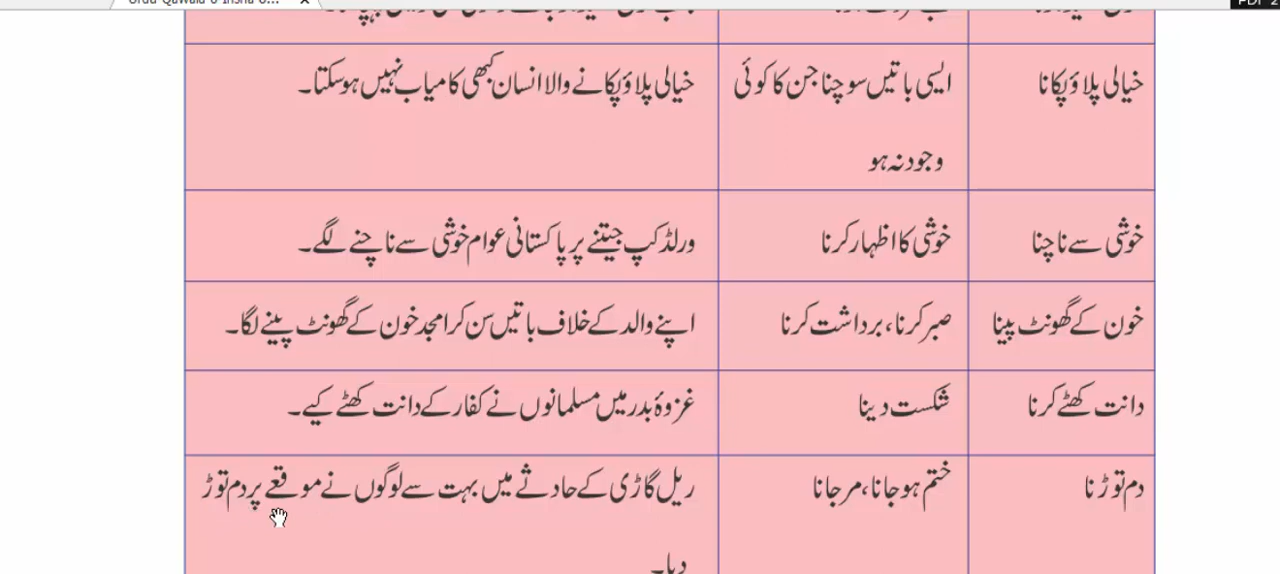 Urdu Qawaid o Insha o...
خیالی پلاؤ پکانا	ایسی باتیں سوچنا جن کا کوئی	خیالی پلاؤ پکانے والا انسان کبھی کامیاب نہیں ہوسکتا۔
وجود نہ ہو
خوشی سے ناچنا	خوشی کا اظہار کرنا	ورلڈ کپ جیتنے پر پاکستانی عوام خوشی سے ناچنے لگے۔
خون کے گھونٹ پینا	صبر کرنا، برداشت کرنا	اپنے والد کے خلاف باتیں سن کر امجد خون کے گھونٹ پینے لگا۔
دانت کھٹے کرنا	شکست دینا	غزوۂ بدر میں مسلمانوں نے کفار کے دانت کھٹے کیے۔
دم توڑنا	ختم ہوجانا، مرجانا	ریل گاڑی کے حادثے میں بہت سے لوگوں نے موقعے پر دم توڑ
دیا۔